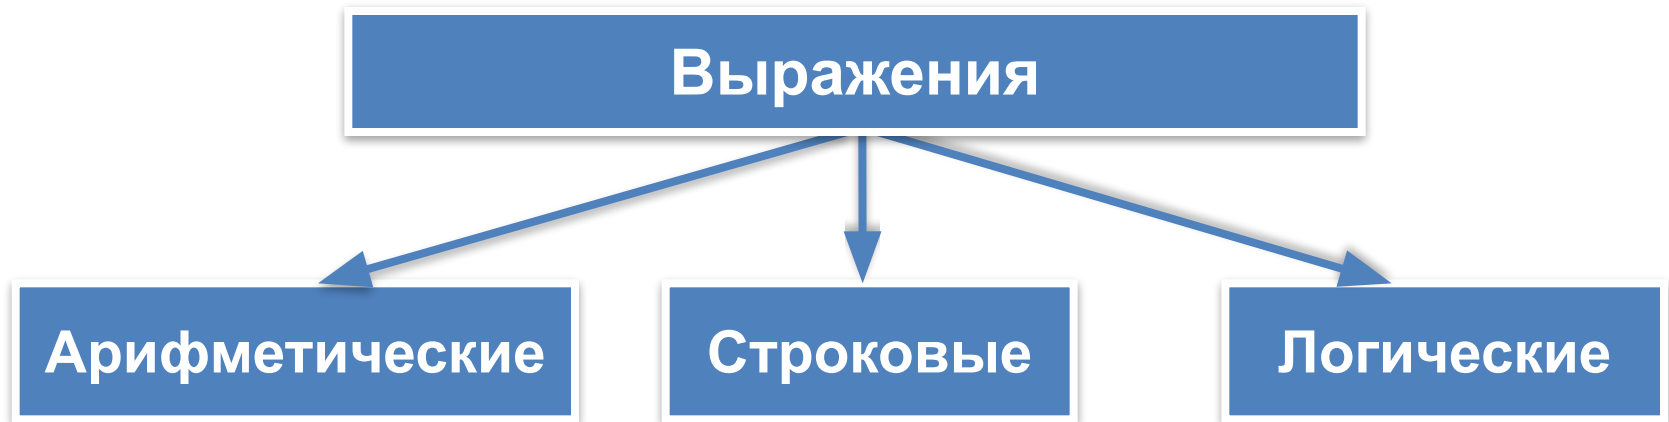 Выражения
Арифметические
Строковые
Логические